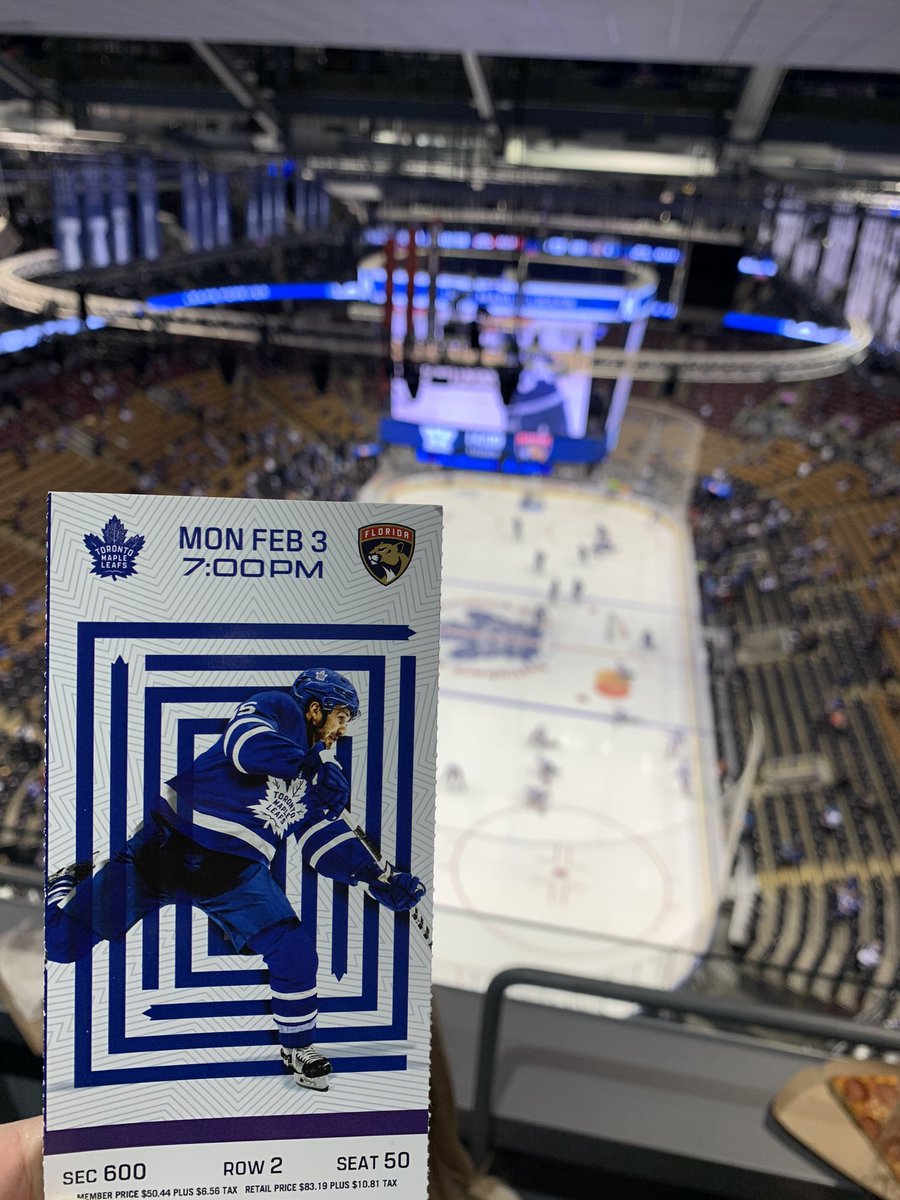 TORONTO
MAPLE
LEAFS
MON FEB 3
7:00PM
FLORIDA
TORONTO
MAPLE
LEAFS
SEC 600 ROW 2 SEAT 50
MEMBER PRICE $50.44 PLUS $6.56 TAX RETAIL PRICE $83.19 PLUS $10.81 TAX